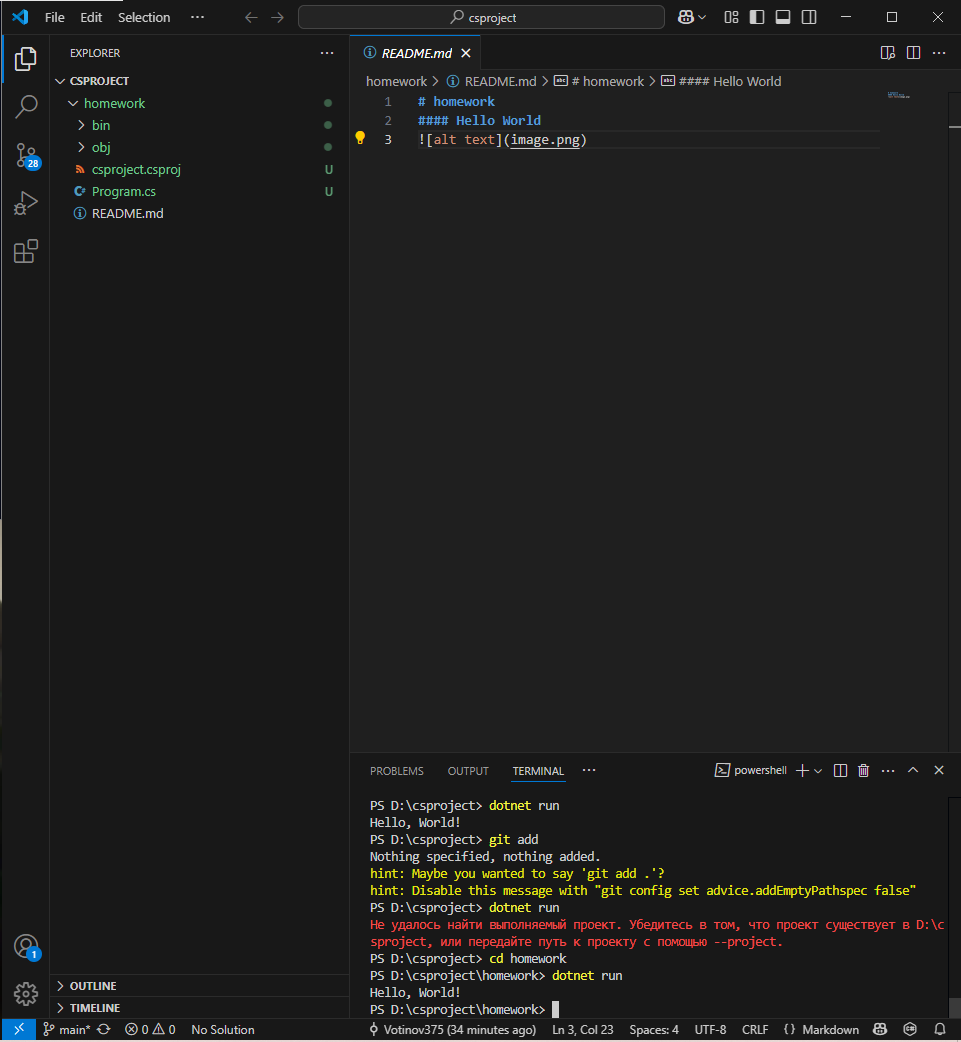 File Edit Selection ··· csproject
EXPLORER ···
CSPROJECT
homework
bin
obj
csproject.csproj U
Program.cs U
README.md
28
1
OUTLINE
TIMELINE
README.md
homework > README.md > # homework > #### Hello World
1 # homework
2 #### Hello World
3 ![alt text](image.png)
PROBLEMS OUTPUT TERMINAL ··· powershell
PS D:\csproject> dotnet run
Hello, World!
PS D:\csproject> git add
Nothing specified, nothing added.
hint: Maybe you wanted to say 'git add .'?
hint: Disable this message with "git config set advice.addEmptyPathspec false"
PS D:\csproject> dotnet run
Не удалось найти выполняемый проект. Убедитесь в том, что проект существует в D:\c
sproject, или передайте путь к проекту с помощью --project.
PS D:\csproject> cd homework
PS D:\csproject\homework> dotnet run
Hello, World!
PS D:\csproject\homework>
main* 0 0 No Solution Votinov375 (34 minutes ago) Ln 3, Col 23 Spaces: 4 UTF-8 CRLF {} Markdown